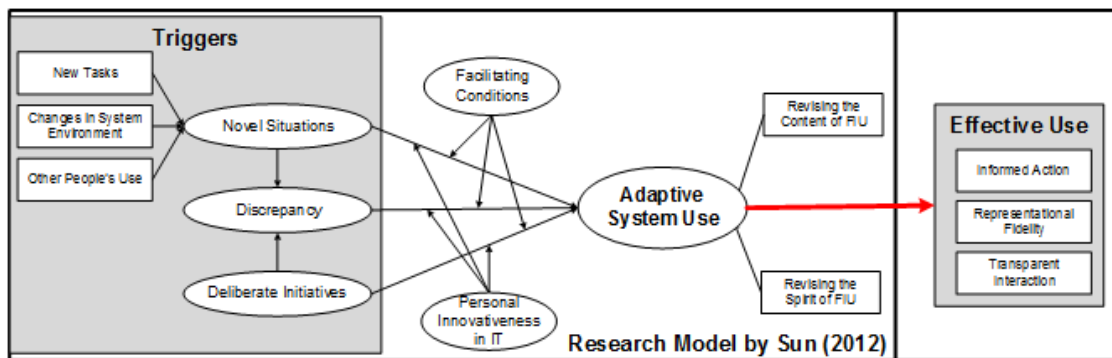 Triggers
New Tasks
Changes in System
Environment
Other People's Use
Novel Situations
Discrepancy
Deliberate Initiatives
Facilitating
Conditions
Personal
Innovativeness
in IT
Adaptive
System Use
Revising the
Content of FIU
Revising the
Spirit of FIU
Research Model by Sun (2012)
Effective Use
Informed Action
Representational
Fidelity
Transparent
Interaction